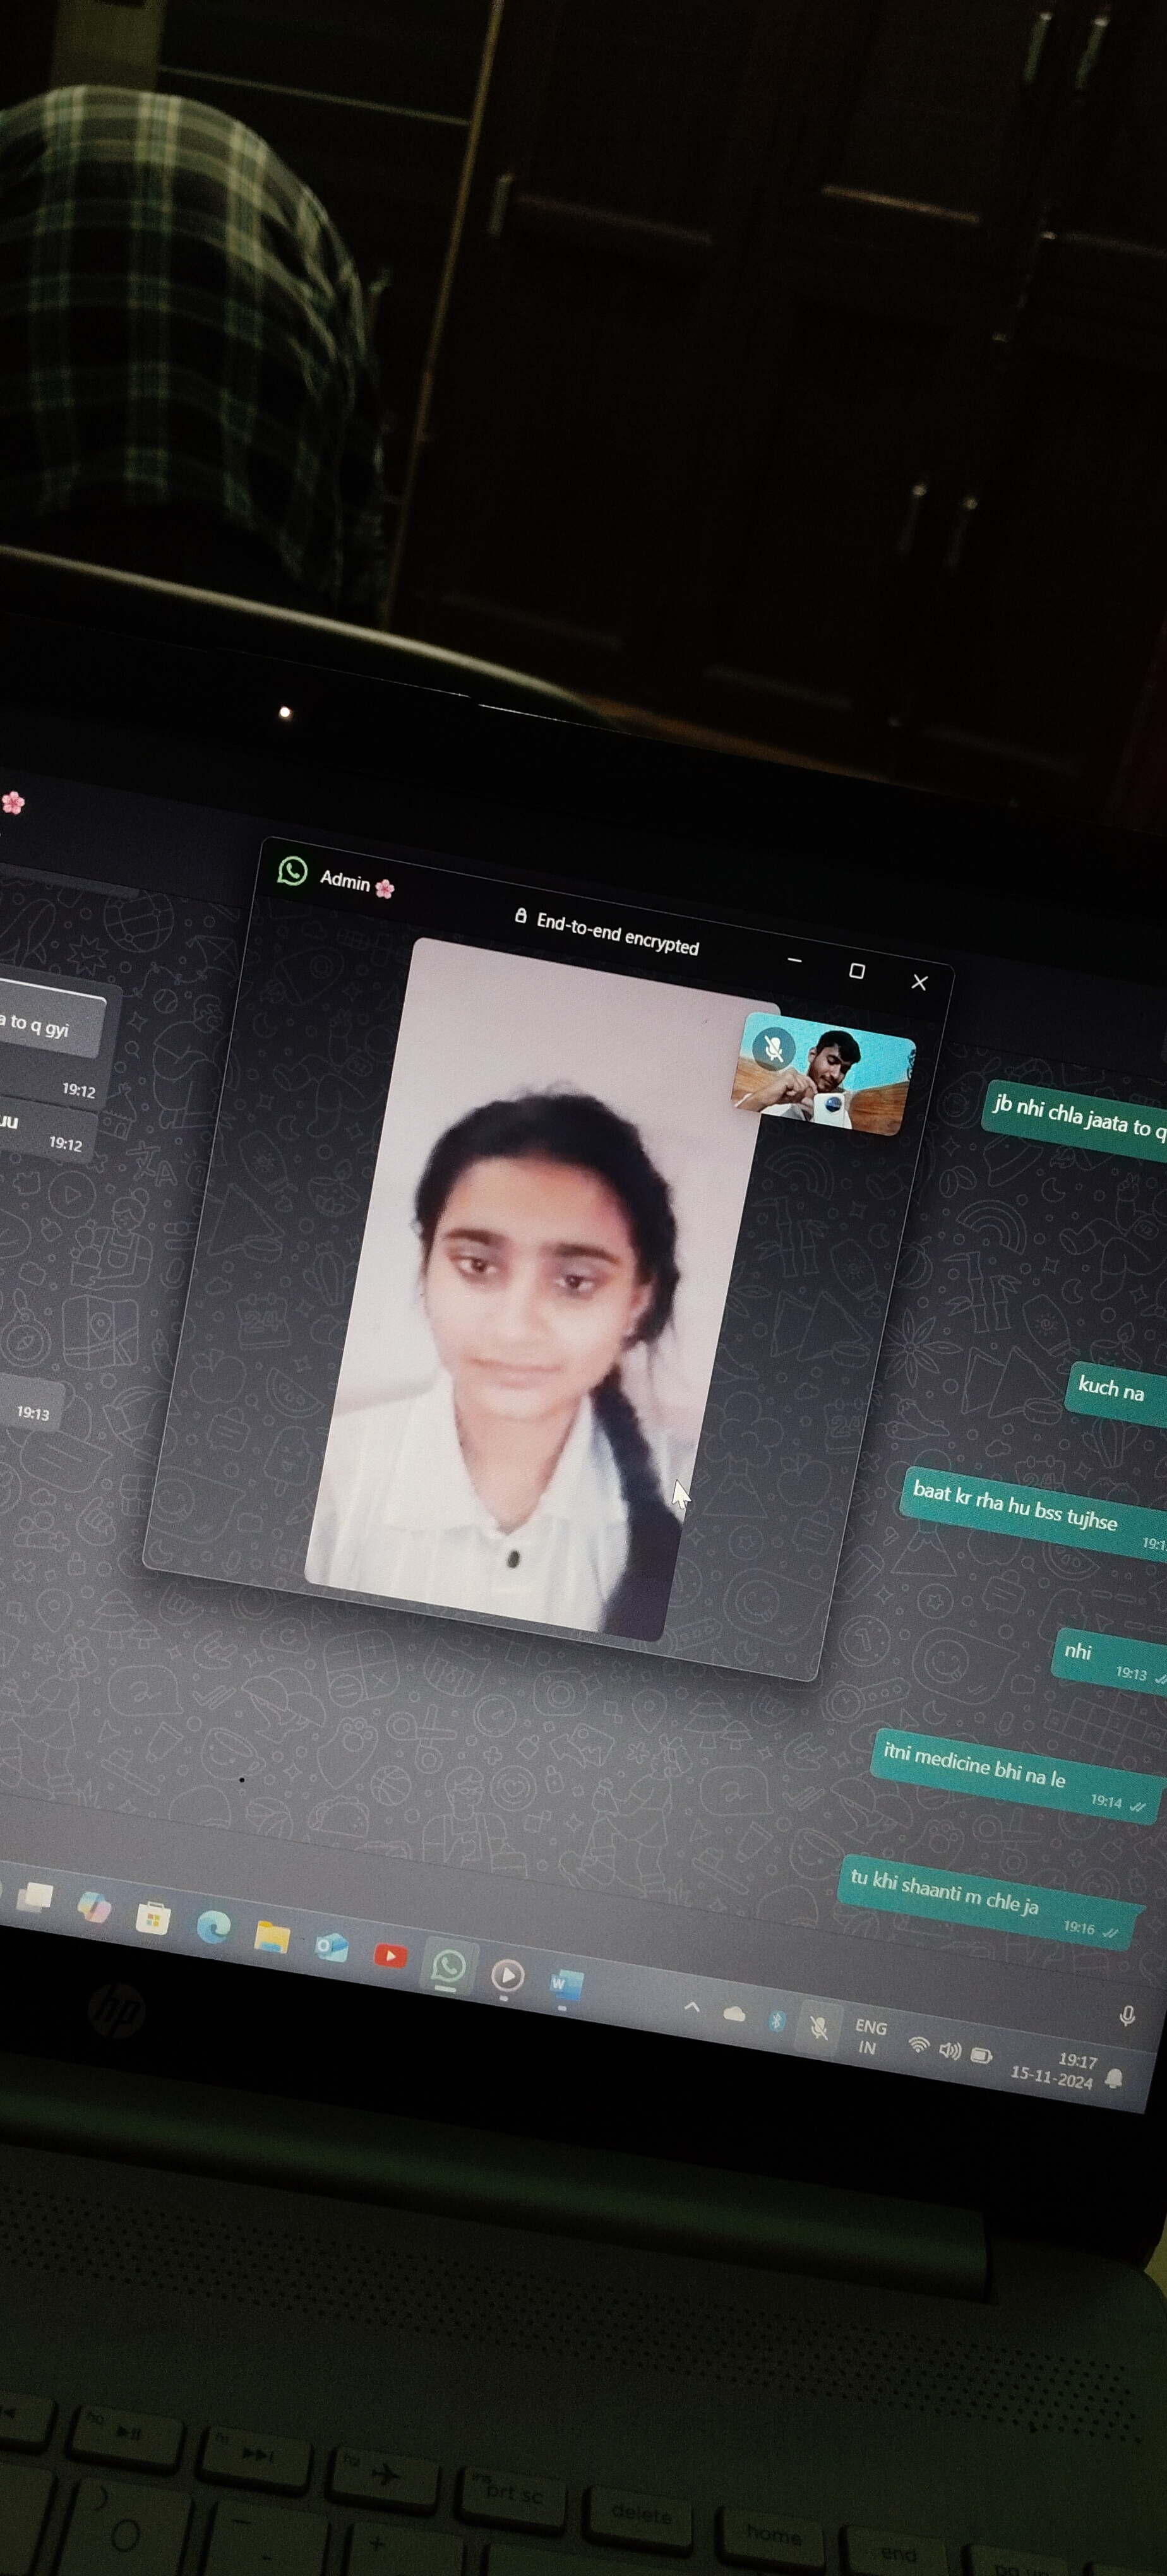 Admin 🌸
End-to-end encrypted
a to q gyi
19:12
uu
19:12
19:13
jb nhi chla jaata to q
kuch na
baat kr rha hu bss tujhse
19:1
nhi
19:13
itni medicine bhi na le
19:14
tu khi shaanti m chle ja
19:16
24
24
W
ENG
IN
19:17
15-11-2024
hp
prt sc
delete
home
end